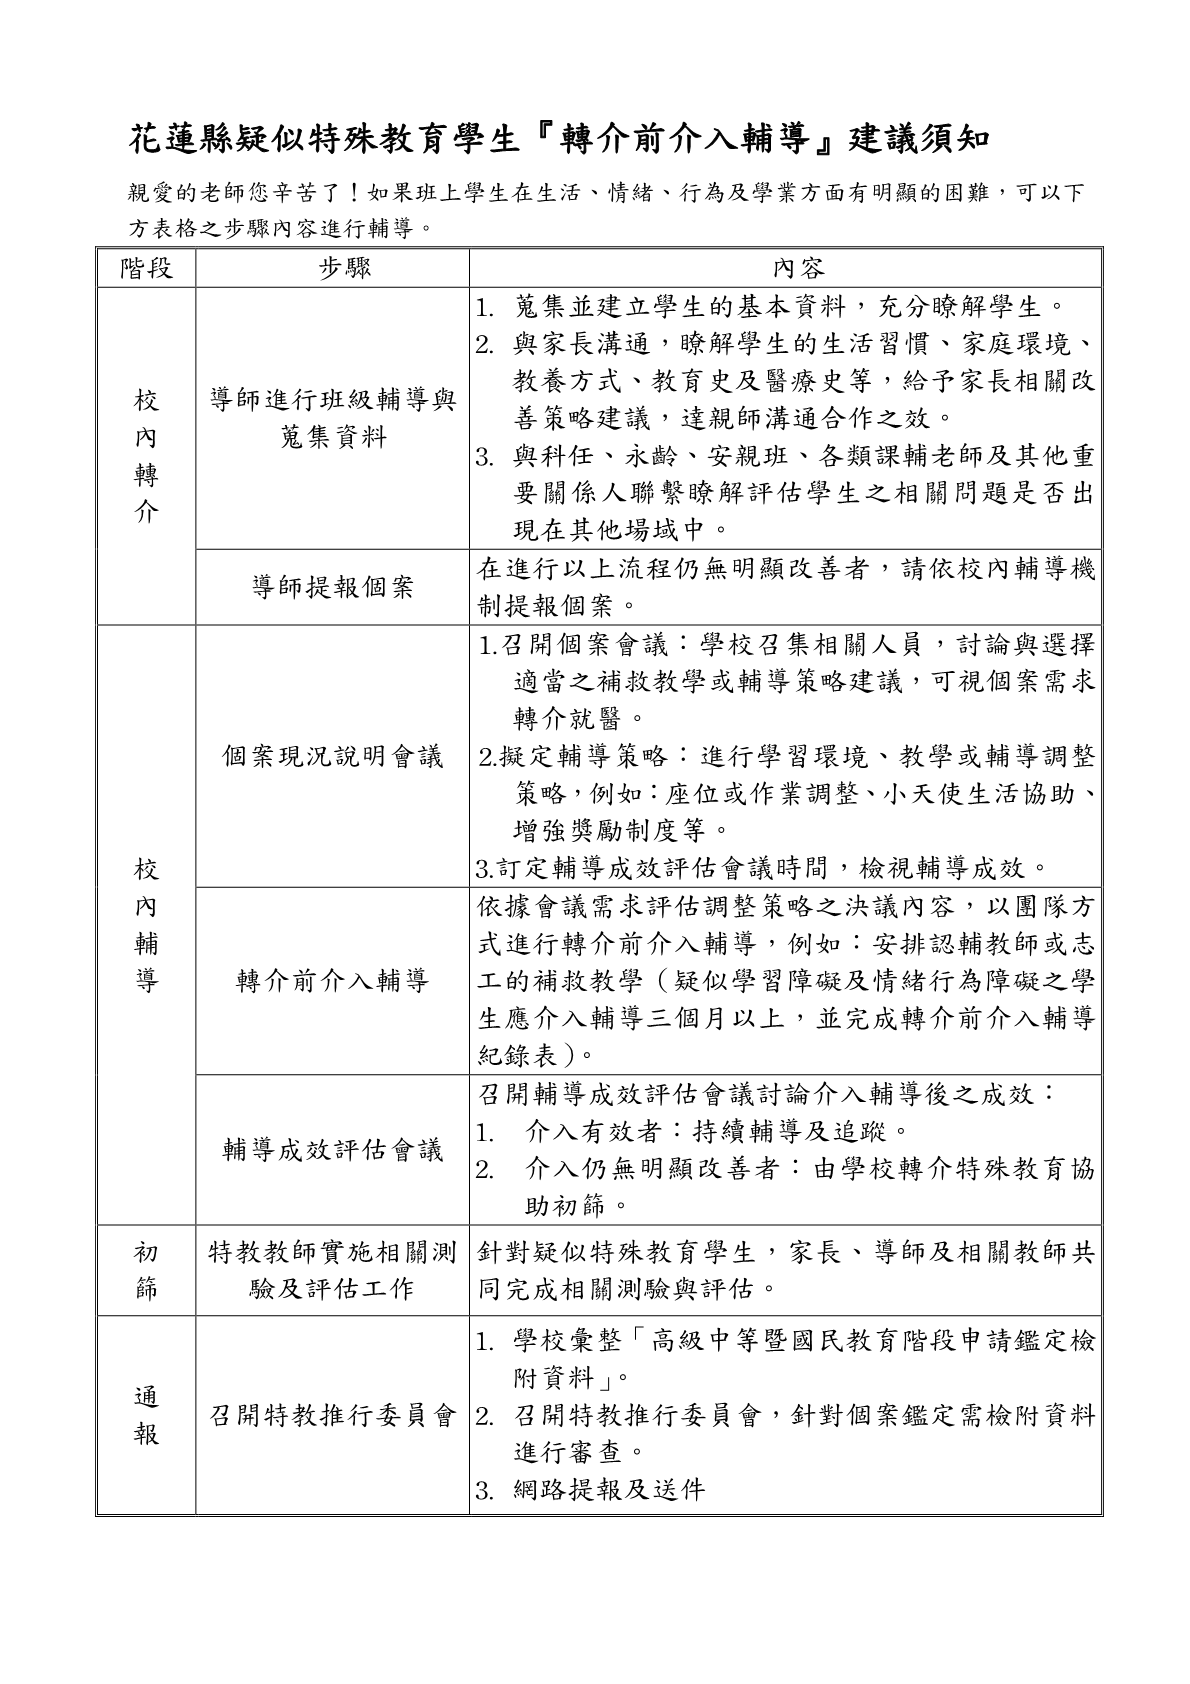 花蓮縣疑似特殊教育學生『轉介前介入輔導』建議須知
親愛的老師您辛苦了！如果班上學生在生活、情緒、行為及學業方面有明顯的困難，可以下
方表格之步驟內容進行輔導。
階段 步驟 內容
校
內
轉
介
導師進行班級輔導與
蒐集資料
1. 蒐集並建立學生的基本資料，充分瞭解學生。
2. 與家長溝通，瞭解學生的生活習慣、家庭環境、
教養方式、教育史及醫療史等，給予家長相關改
善策略建議，達親師溝通合作之效。
3. 與科任、永齡、安親班、各類課輔老師及其他重
要關係人聯繫瞭解評估學生之相關問題是否出
現在其他場域中。
導師提報個案
在進行以上流程仍無明顯改善者，請依校內輔導機
制提報個案。
校
內
輔
導
個案現況說明會議
1.召開個案會議：學校召集相關人員，討論與選擇
適當之補救教學或輔導策略建議，可視個案需求
轉介就醫。
2.擬定輔導策略：進行學習環境、教學或輔導調整
策略，例如：座位或作業調整、小天使生活協助、
增強獎勵制度等。
3.訂定輔導成效評估會議時間，檢視輔導成效。
轉介前介入輔導
依據會議需求評估調整策略之決議內容，以團隊方
式進行轉介前介入輔導，例如：安排認輔教師或志
工的補救教學（疑似學習障礙及情緒行為障礙之學
生應介入輔導三個月以上，並完成轉介前介入輔導
紀錄表）。
輔導成效評估會議
召開輔導成效評估會議討論介入輔導後之成效：
1. 介入有效者：持續輔導及追蹤。
2. 介入仍無明顯改善者：由學校轉介特殊教育協
助初篩。
初
篩
特教教師實施相關測
驗及評估工作
針對疑似特殊教育學生，家長、導師及相關教師共
同完成相關測驗與評估。
通
報
召開特教推行委員會
1. 學校彙整「高級中等暨國民教育階段申請鑑定檢
附資料」。
2. 召開特教推行委員會，針對個案鑑定需檢附資料
進行審查。
3. 網路提報及送件